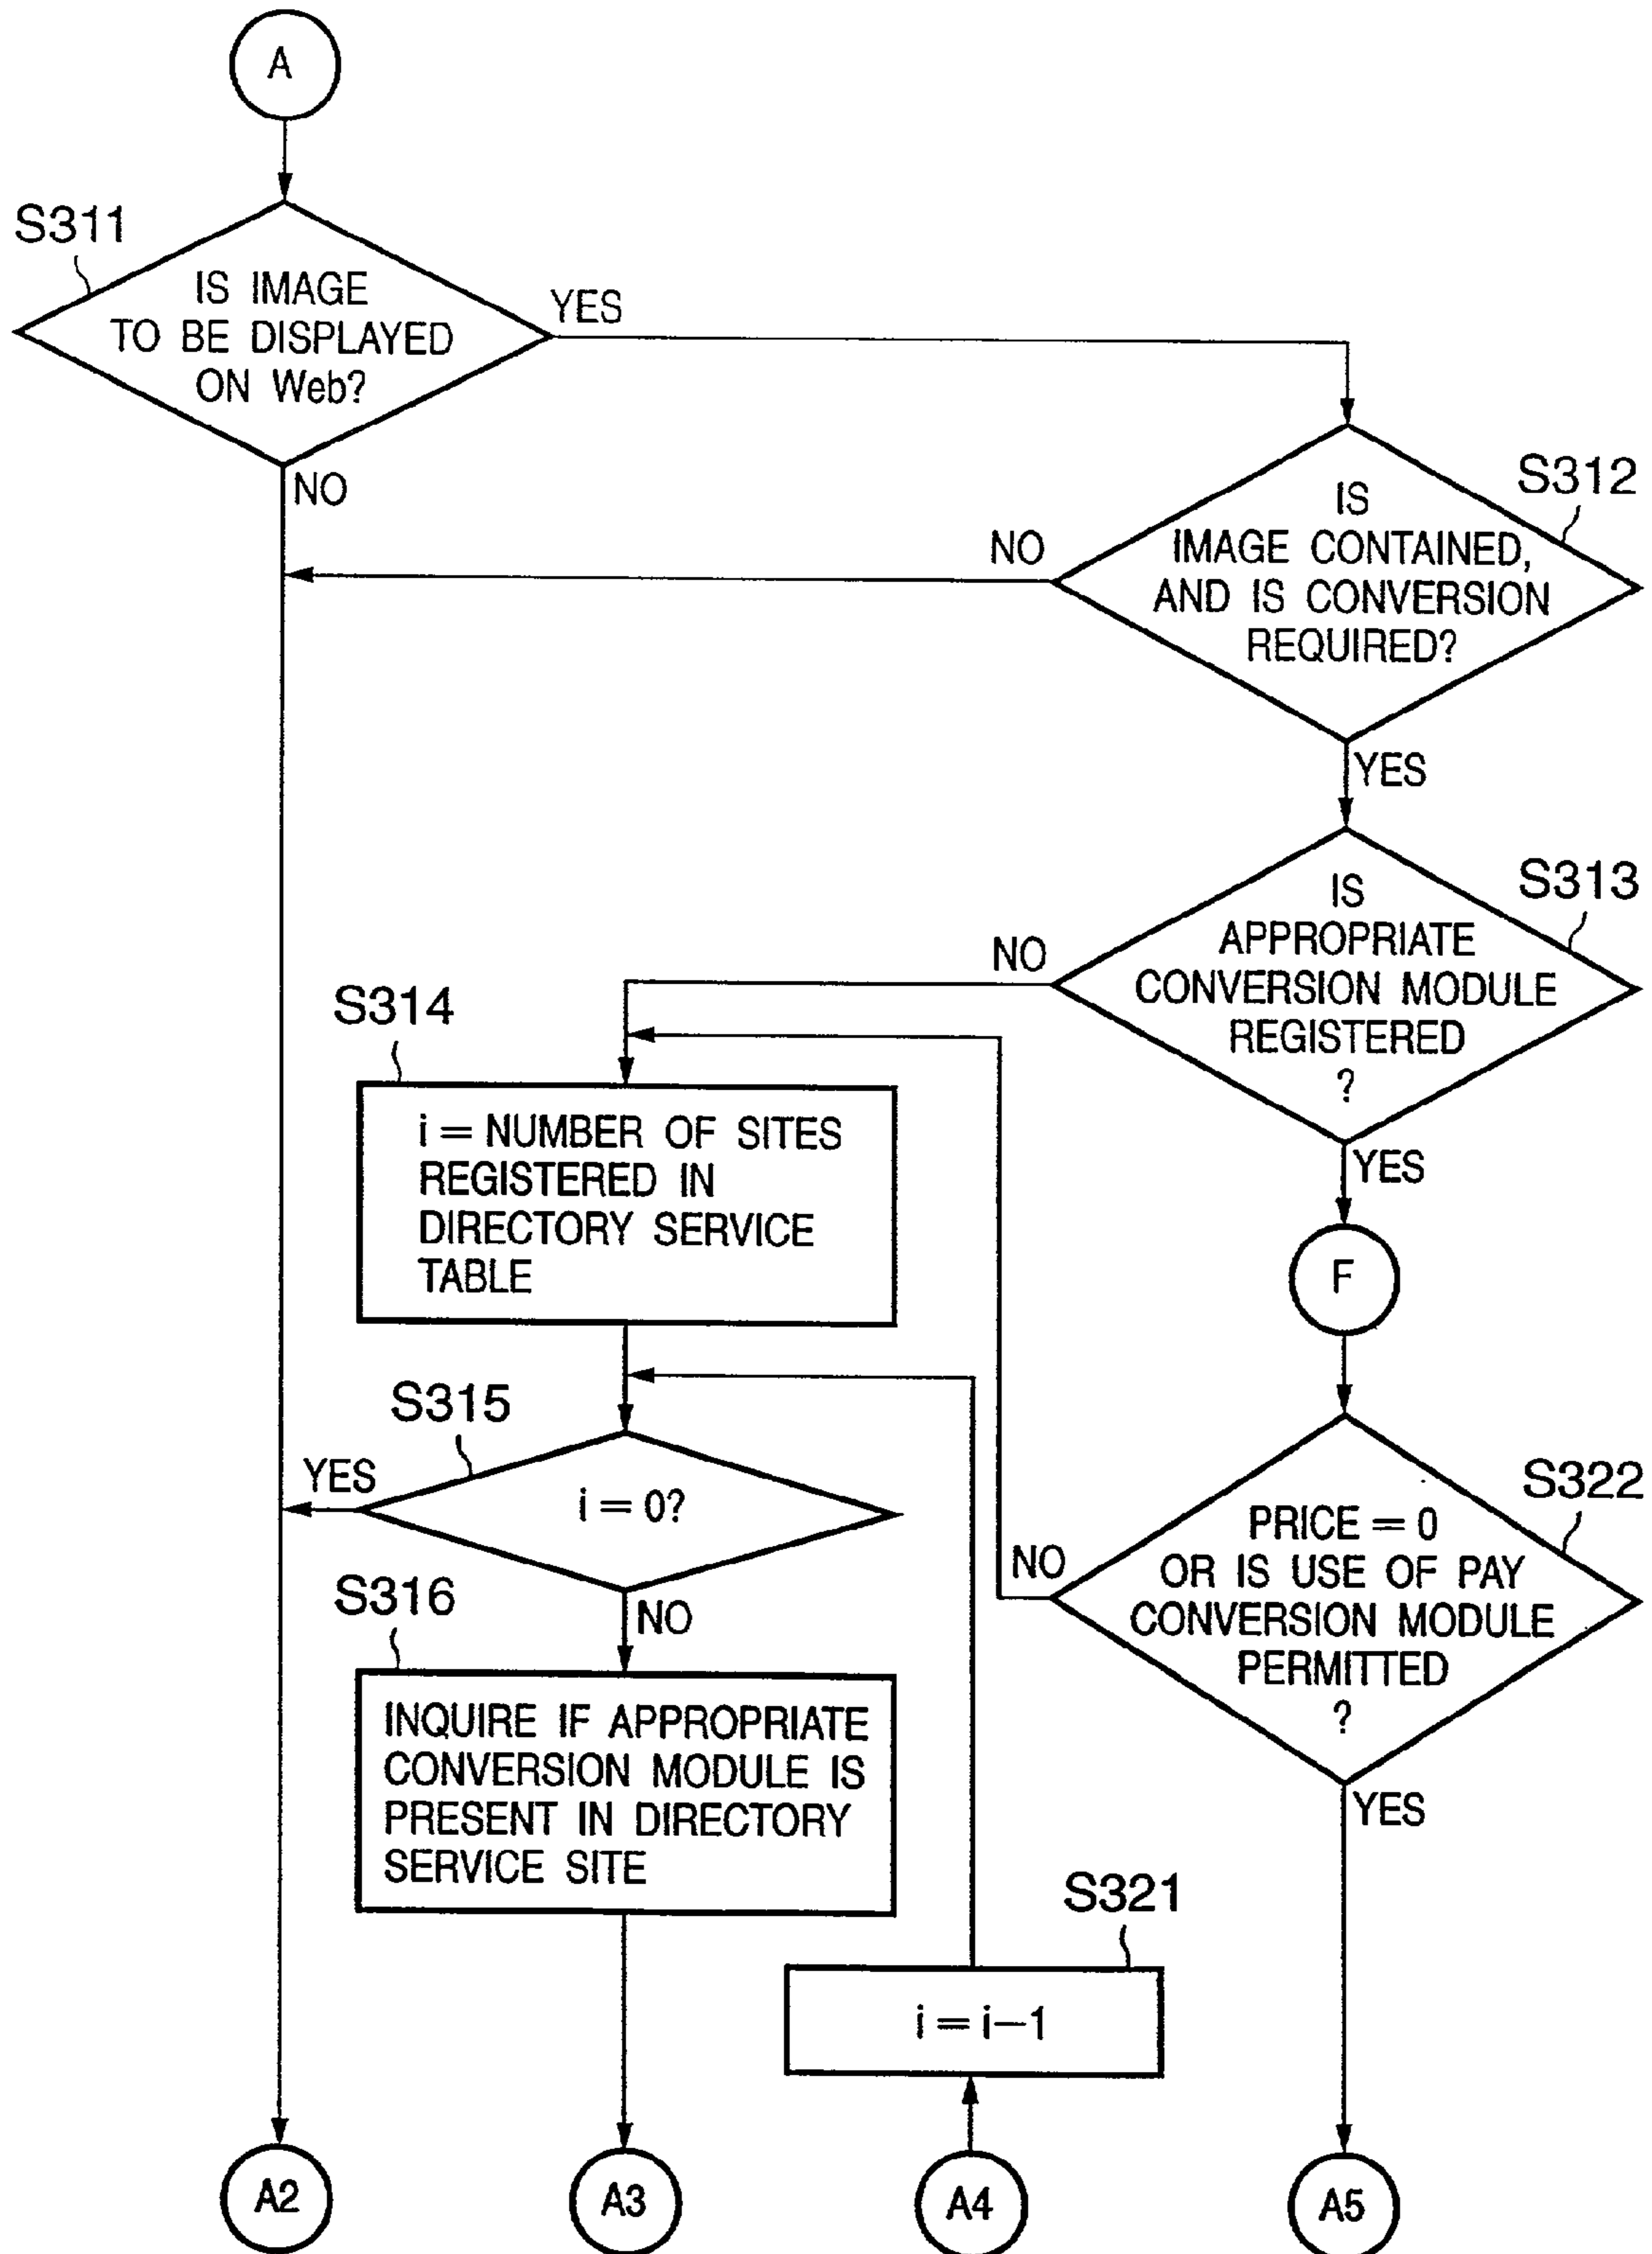 A
S311
IS IMAGE
TO BE DISPLAYED
ON Web?
YES
NO
S312
IS
IMAGE CONTAINED,
AND IS CONVERSION
REQUIRED?
NO
YES
S313
IS
APPROPRIATE
CONVERSION MODULE
REGISTERED
?
NO
YES
S314
i = NUMBER OF SITES
REGISTERED IN
DIRECTORY SERVICE
TABLE
F
S315
i = 0?
YES
NO
S322
PRICE = 0
OR IS USE OF PAY
CONVERSION MODULE
PERMITTED
?
NO
YES
S316
INQUIRE IF APPROPRIATE
CONVERSION MODULE IS
PRESENT IN DIRECTORY
SERVICE SITE
S321
i = i−1
A2
A3
A4
A5